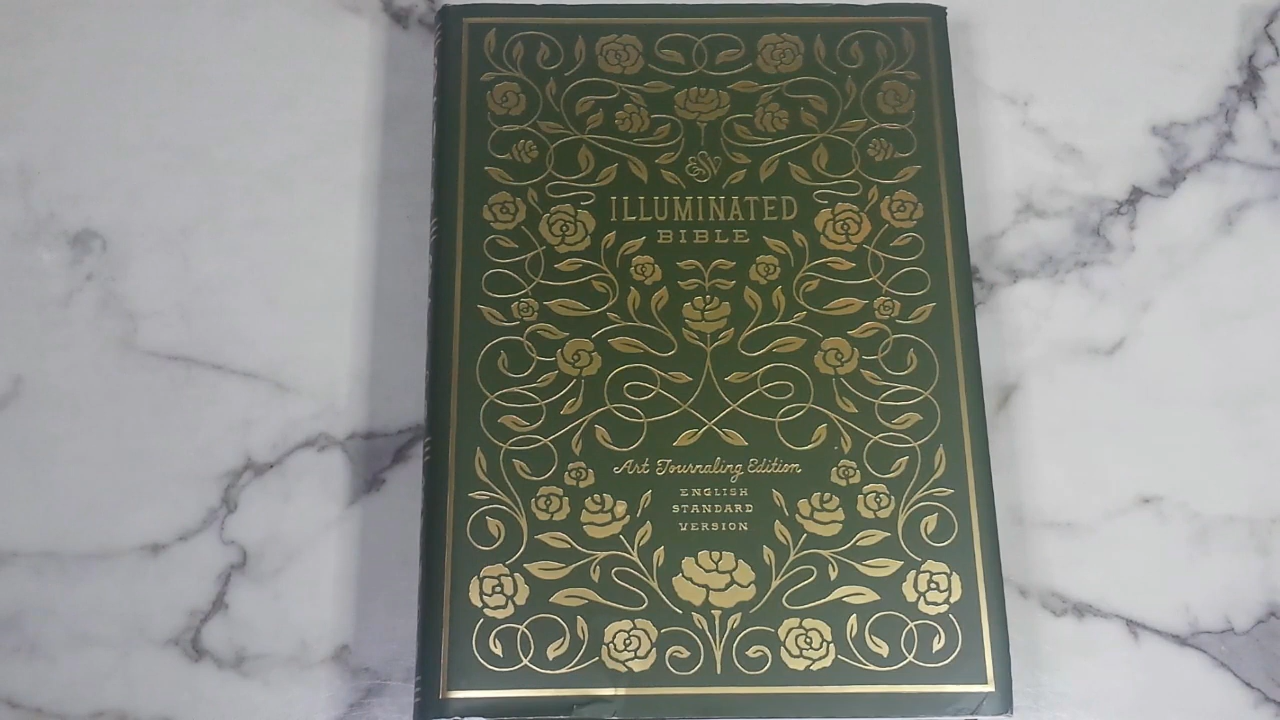 ESV
ILLUMINATED
BIBLE
Art Journaling Edition
ENGLISH
STANDARD
VERSION